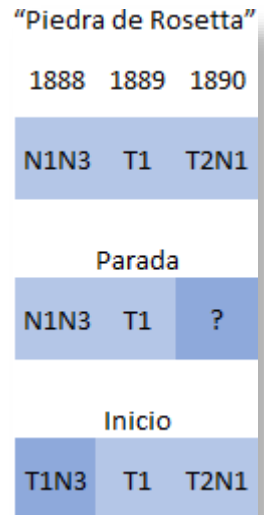 “Piedra de Rosetta”
1888 1889 1890
N1N3 T1 T2N1
Parada
N1N3 T1 ?
Inicio
T1N3 T1 T2N1